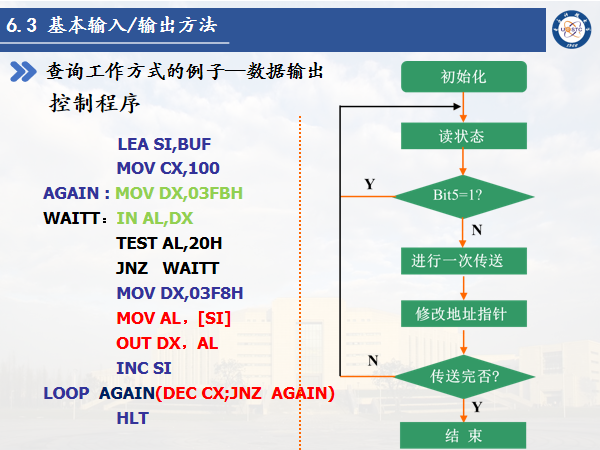 6.3 基本输入/输出方法
查询工作方式的例子—数据输出
控制程序
LEA SI,BUF
MOV CX,100
AGAIN : MOV DX,03FBH
WAITT：IN AL,DX
TEST AL,20H
JNZ WAITT
MOV DX,03F8H
MOV AL，[SI]
OUT DX，AL
INC SI
LOOP AGAIN(DEC CX;JNZ AGAIN)
HLT
初始化
读状态
Y
Bit5=1?
N
进行一次传送
修改地址指针
N
传送完否?
Y
结 束